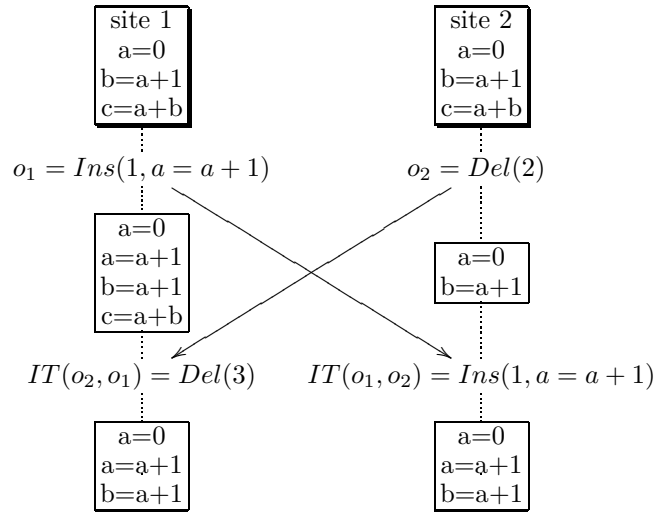 site 1
a=0
b=a+1
c=a+b
site 2
a=0
b=a+1
c=a+b
o₁ = Ins(1, a = a + 1)
o₂ = Del(2)
a=0
a=a+1
b=a+1
c=a+b
a=0
b=a+1
IT(o₂, o₁) = Del(3)
IT(o₁, o₂) = Ins(1, a = a + 1)
a=0
a=a+1
b=a+1
a=0
a=a+1
b=a+1